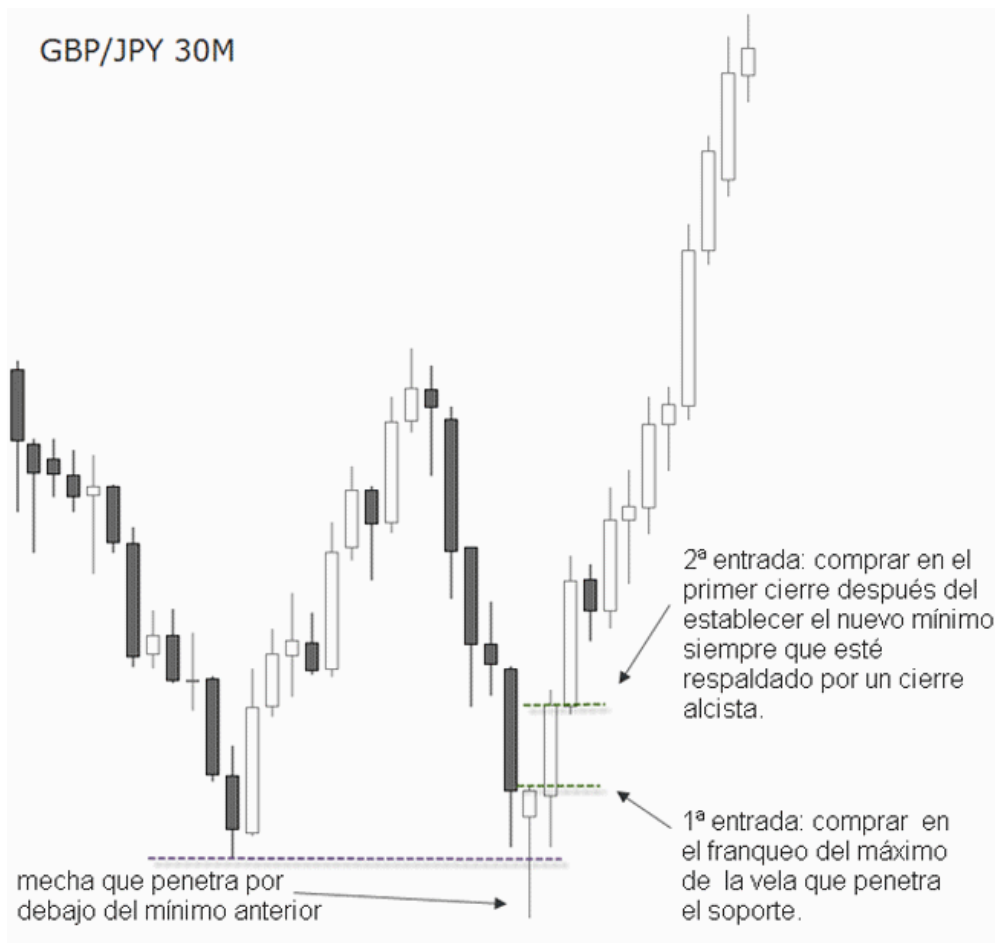 GBP/JPY 30M
2ª entrada: comprar en el
primer cierre después del
establecer el nuevo mínimo
siempre que esté
respaldado por un cierre
alcista.
1ª entrada: comprar en
el franqueo del máximo
de la vela que penetra
el soporte.
mecha que penetra por
debajo del mínimo anterior